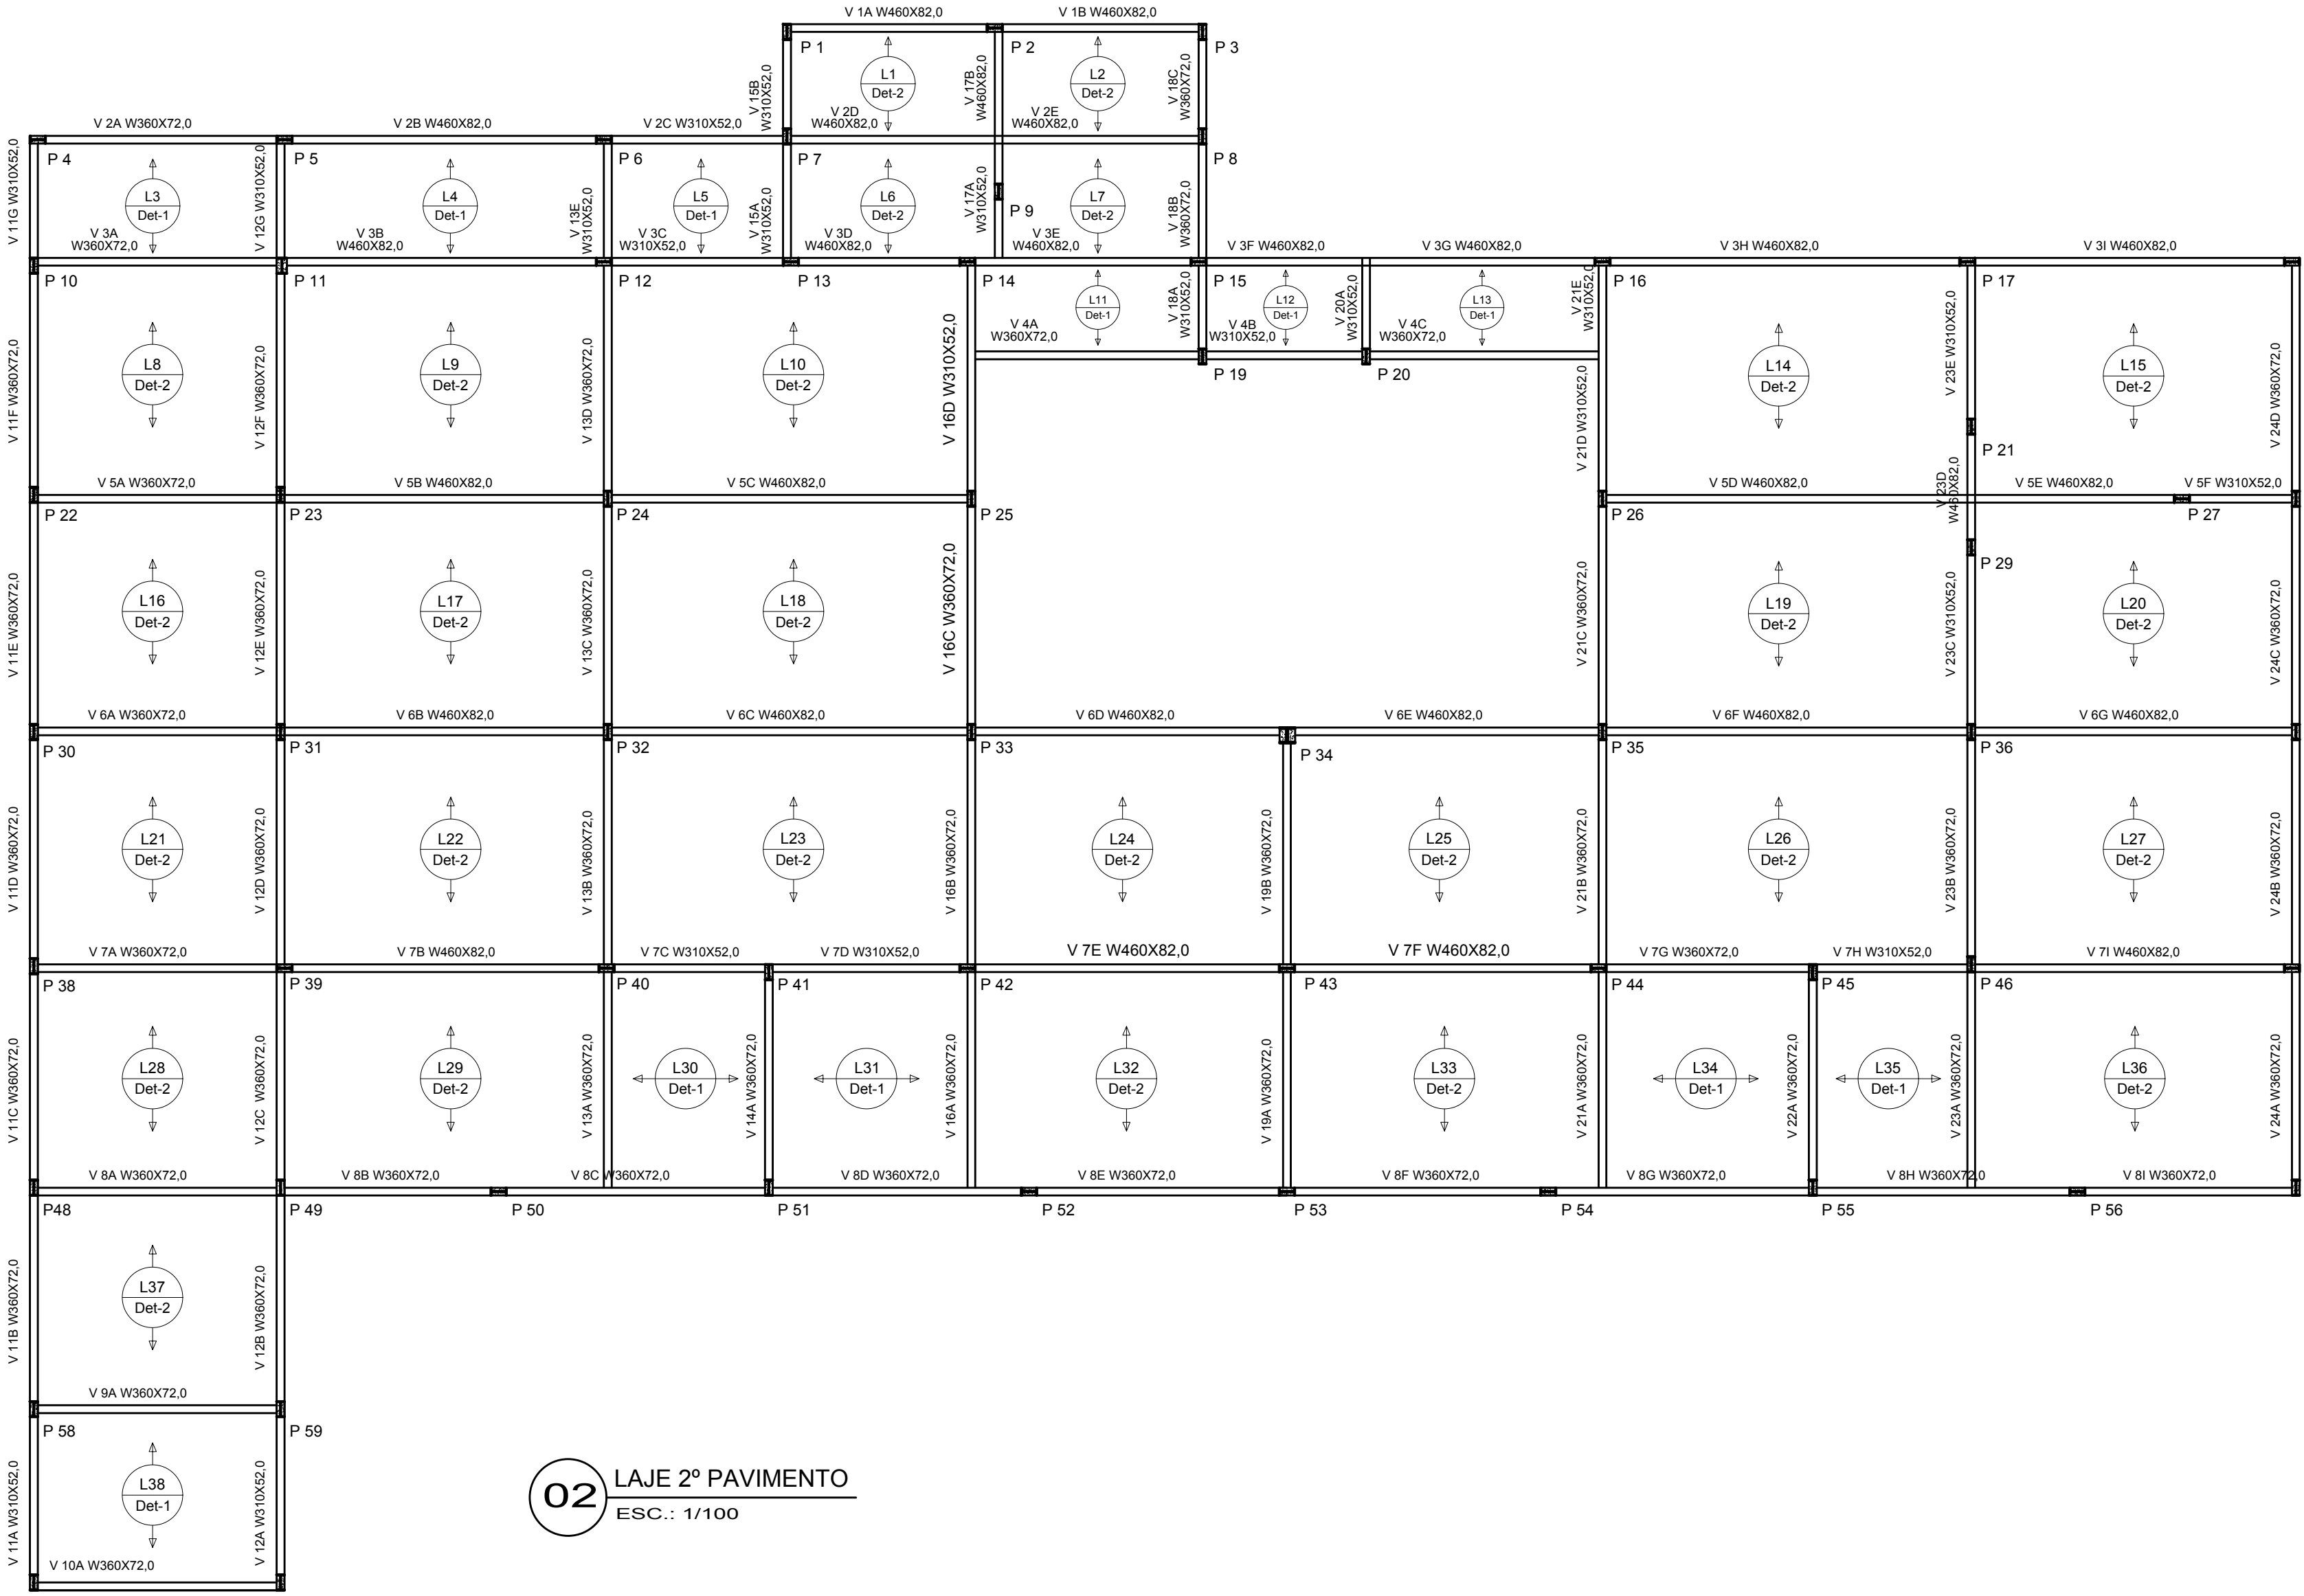 V 1A W460X82,0
V 1B W460X82,0
P 1
P 2
P 3
L1
Det-2
L2
Det-2
V 15B
W310X52,0
V 17B
W460X82,0
V 18C
W360X72,0
V 2A W360X72,0
V 2B W460X82,0
V 2C W310X52,0
V 2D
W460X82,0
V 2E
W460X82,0
V 11G W310X52,0
P 4
V 12G W310X52,0
P 5
P 6
P 7
P 8
L3
Det-1
L4
Det-1
L5
Det-1
L6
Det-2
L7
Det-2
V 13E
W310X52,0
V 15A
W310X52,0
V 17A
W310X52,0
V 18B
W360X72,0
P 9
V 3A
W360X72,0
V 3B
W460X82,0
V 3C
W310X52,0
V 3D
W460X82,0
V 3E
W460X82,0
V 3F W460X82,0
V 3G W460X82,0
V 3H W460X82,0
V 3I W460X82,0
P 10
P 11
P 12
P 13
P 14
P 15
P 16
P 17
L11
Det-1
L12
Det-1
L13
Det-1
V 18A
W310X52,0
V 20A
W310X52,0
V 21E
W310X52,0
V 4A
W360X72,0
V 4B
W310X52,0
V 4C
W360X72,0
V 11F W360X72,0
L8
Det-2
V 12F W360X72,0
L9
Det-2
V 13D W360X72,0
L10
Det-2
V 16D W310X52,0
P 19
P 20
V 21D W310X52,0
L14
Det-2
V 23E W310X52,0
L15
Det-2
V 24D W360X72,0
P 21
V 5A W360X72,0
V 5B W460X82,0
V 5C W460X82,0
V 5D W460X82,0
V 23D
W460X82,0
V 5E W460X82,0
V 5F W310X52,0
P 22
P 23
P 24
P 25
P 26
P 27
P 29
V 11E W360X72,0
L16
Det-2
V 12E W360X72,0
L17
Det-2
V 13C W360X72,0
L18
Det-2
V 16C W360X72,0
V 21C W360X72,0
L19
Det-2
V 23C W310X52,0
L20
Det-2
V 24C W360X72,0
V 6A W360X72,0
V 6B W460X82,0
V 6C W460X82,0
V 6D W460X82,0
V 6E W460X82,0
V 6F W460X82,0
V 6G W460X82,0
P 30
P 31
P 32
P 33
P 34
P 35
P 36
V 11D W360X72,0
L21
Det-2
V 12D W360X72,0
L22
Det-2
V 13B W360X72,0
L23
Det-2
V 16B W360X72,0
L24
Det-2
V 19B W360X72,0
L25
Det-2
V 21B W360X72,0
L26
Det-2
V 23B W360X72,0
L27
Det-2
V 24B W360X72,0
V 7A W360X72,0
V 7B W460X82,0
V 7C W310X52,0
V 7D W310X52,0
V 7E W460X82,0
V 7F W460X82,0
V 7G W360X72,0
V 7H W310X52,0
V 7I W460X82,0
P 38
P 39
P 40
P 41
P 42
P 43
P 44
P 45
P 46
V 11C W360X72,0
L28
Det-2
V 12C W360X72,0
L29
Det-2
V 13A W360X72,0
L30
Det-1
V 14A W360X72,0
L31
Det-1
V 16A W360X72,0
L32
Det-2
V 19A W360X72,0
L33
Det-2
V 21A W360X72,0
L34
Det-1
V 22A W360X72,0
L35
Det-1
V 23A W360X72,0
L36
Det-2
V 24A W360X72,0
V 8A W360X72,0
V 8B W360X72,0
V 8C W360X72,0
V 8D W360X72,0
V 8E W360X72,0
V 8F W360X72,0
V 8G W360X72,0
V 8H W360X72,0
V 8I W360X72,0
P48
P 49
P 50
P 51
P 52
P 53
P 54
P 55
P 56
V 11B W360X72,0
L37
Det-2
V 12B W360X72,0
V 9A W360X72,0
P 58
P 59
V 11A W310X52,0
L38
Det-1
V 12A W310X52,0
V 10A W360X72,0
02
LAJE 2º PAVIMENTO
ESC.: 1/100